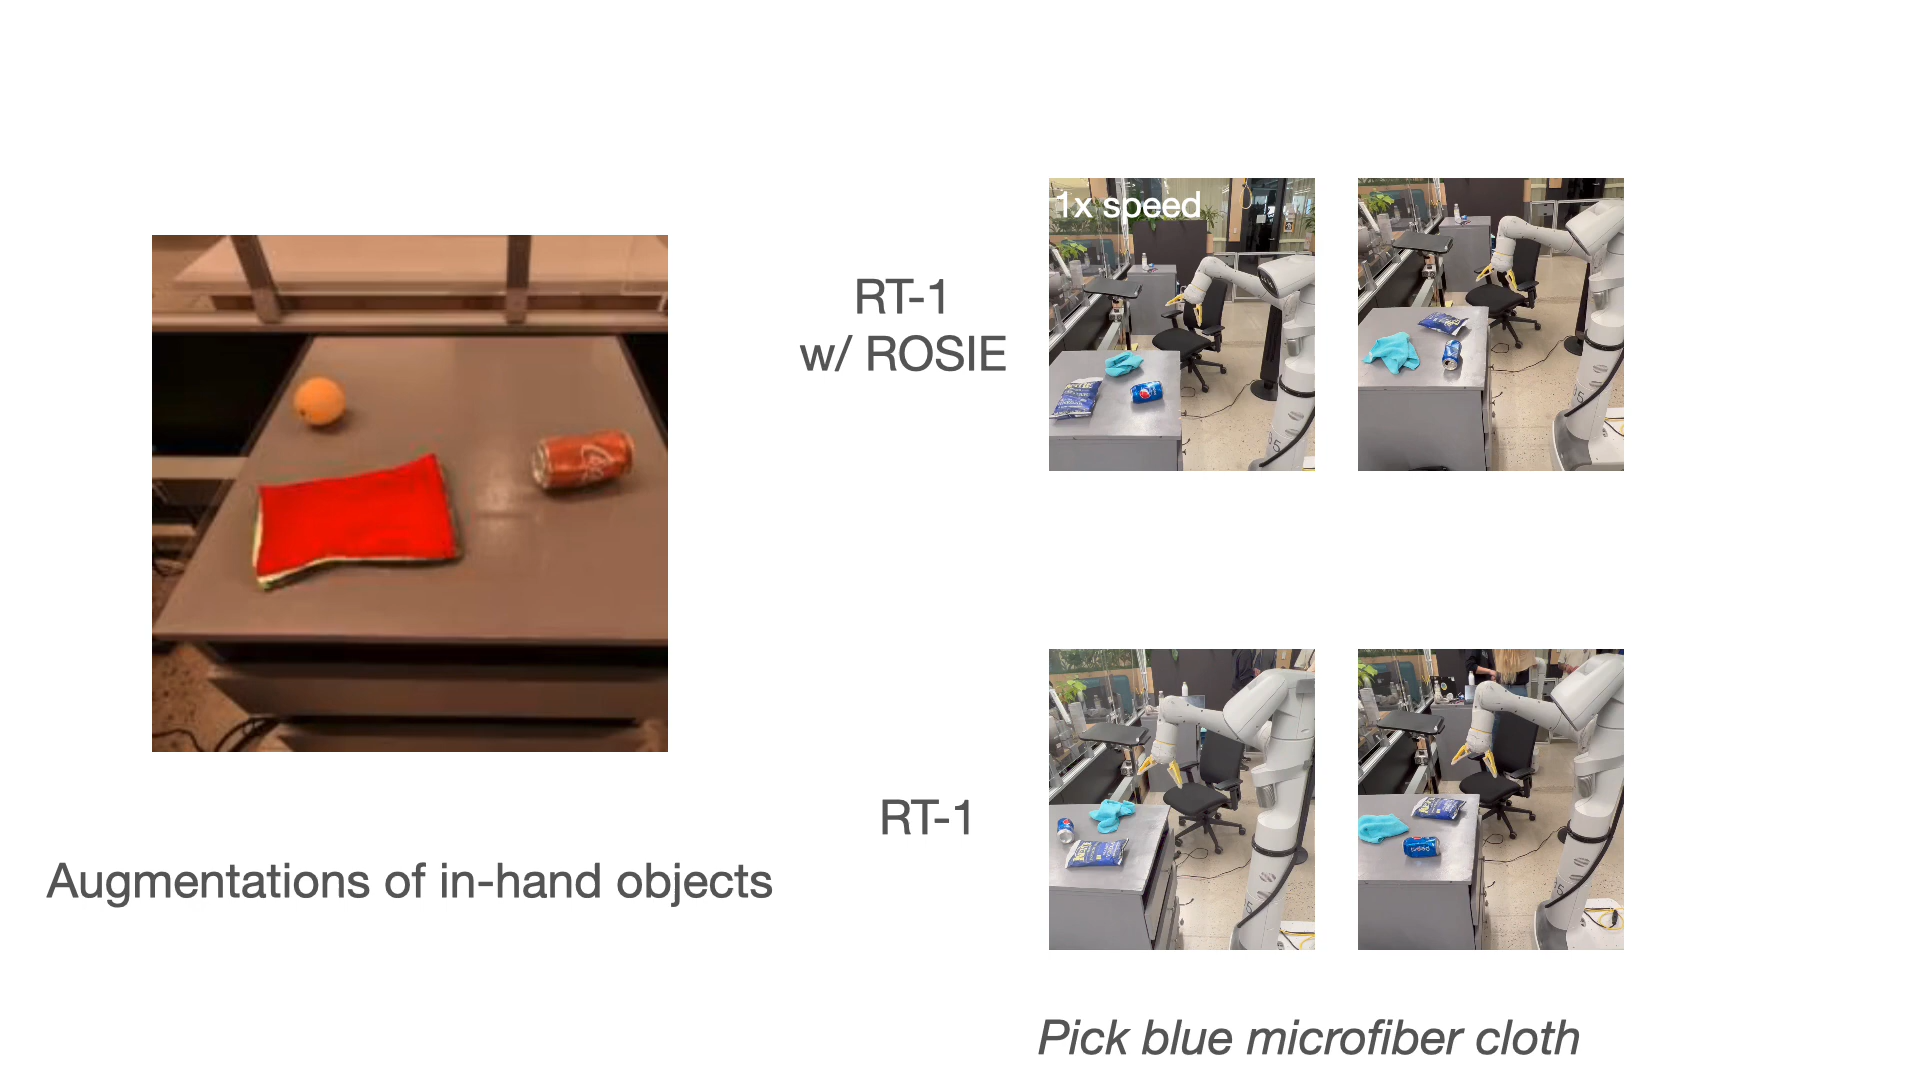 1x speed
RT-1
w/ ROSIE
RT-1
Augmentations of in-hand objects
Pick blue microfiber cloth